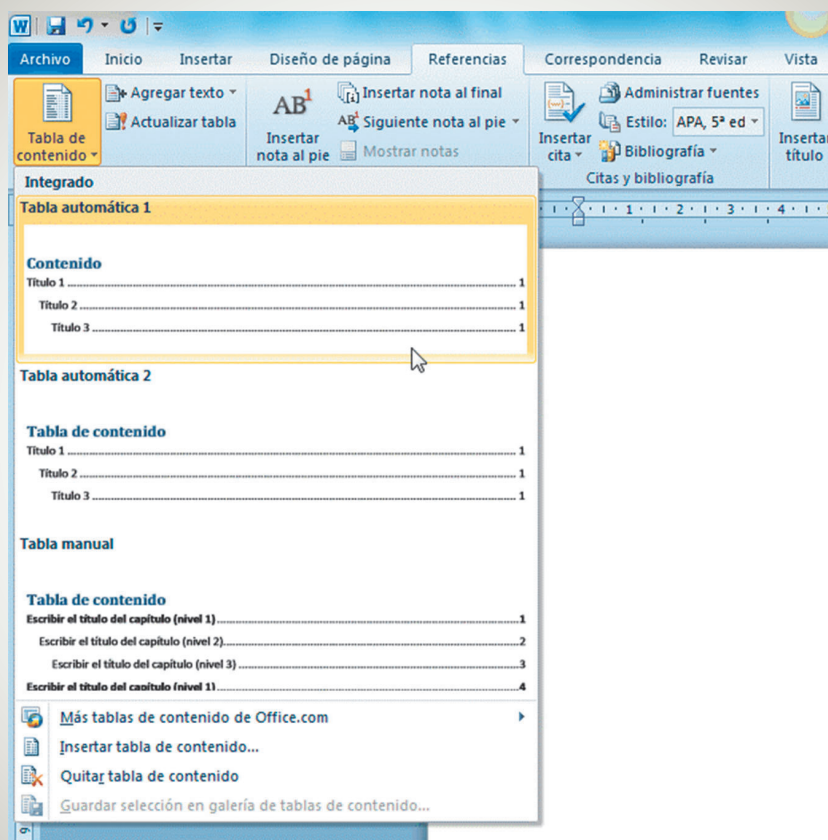 Archivo Inicio Insertar Diseño de página Referencias Correspondencia Revisar Vista
Tabla de contenido
Agregar texto
Actualizar tabla
AB1
Insertar nota al pie
Insertar nota al final
Siguiente nota al pie
Mostrar notas
Insertar cita
Administrar fuentes
Estilo: APA, 5ª ed
Bibliografía
Citas y bibliografía
Insertar título
1 2 3 4
Integrado
Tabla automática 1
Contenido
Título 1 1
Título 2 1
Título 3 1
Tabla automática 2
Tabla de contenido
Título 1 1
Título 2 1
Título 3 1
Tabla manual
Tabla de contenido
Escribir el título del capítulo (nivel 1) 1
Escribir el título del capítulo (nivel 2) 2
Escribir el título del capítulo (nivel 3) 3
Escribir el título del capítulo (nivel 1) 4
Más tablas de contenido de Office.com
Insertar tabla de contenido...
Quitar tabla de contenido
Guardar selección en galería de tablas de contenido...